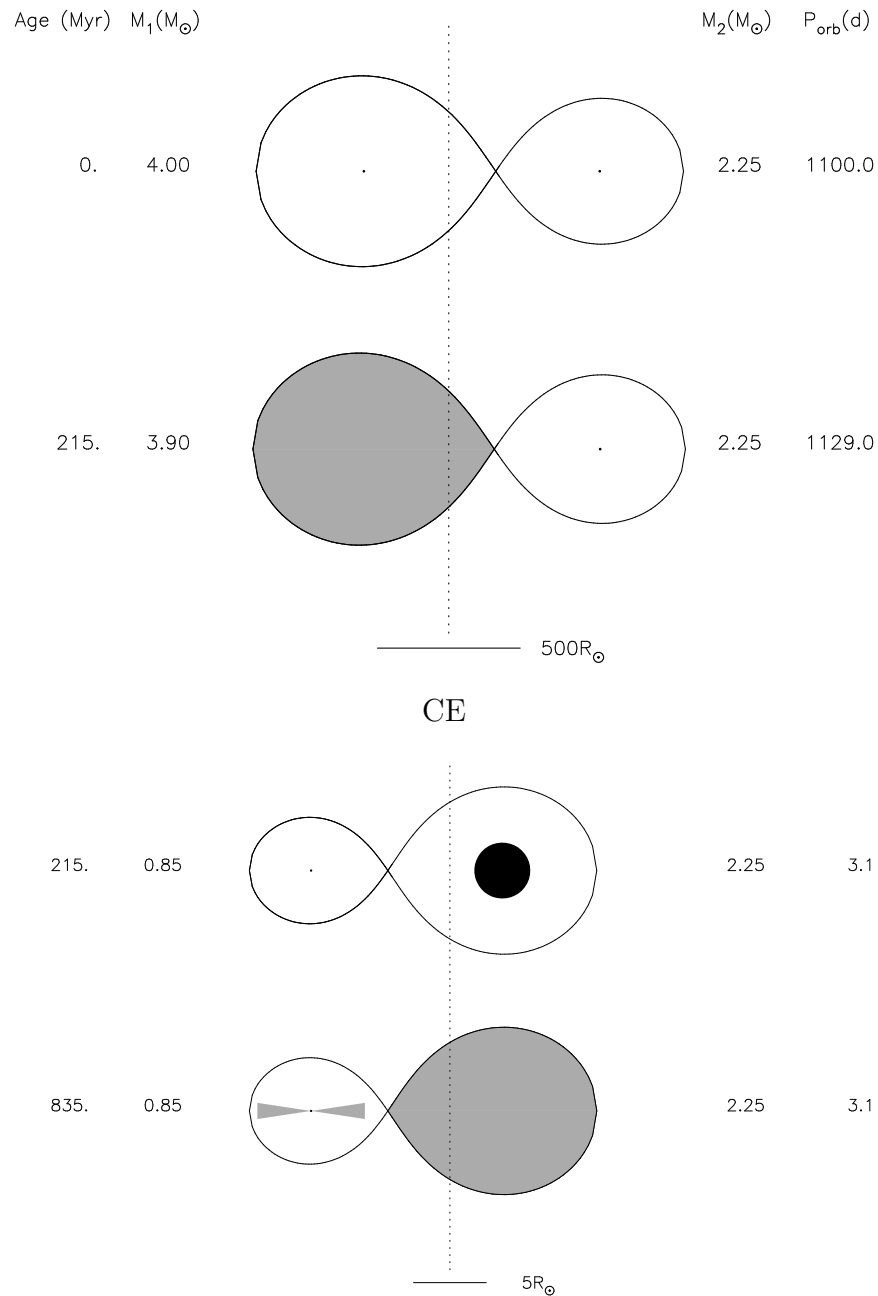 Age (Myr) M₁(M☉) M₂(M☉) Pₒᵣb(d)
0. 4.00 2.25 1100.0
215. 3.90 2.25 1129.0
500R☉
CE
215. 0.85 2.25 3.1
835. 0.85 2.25 3.1
5R☉